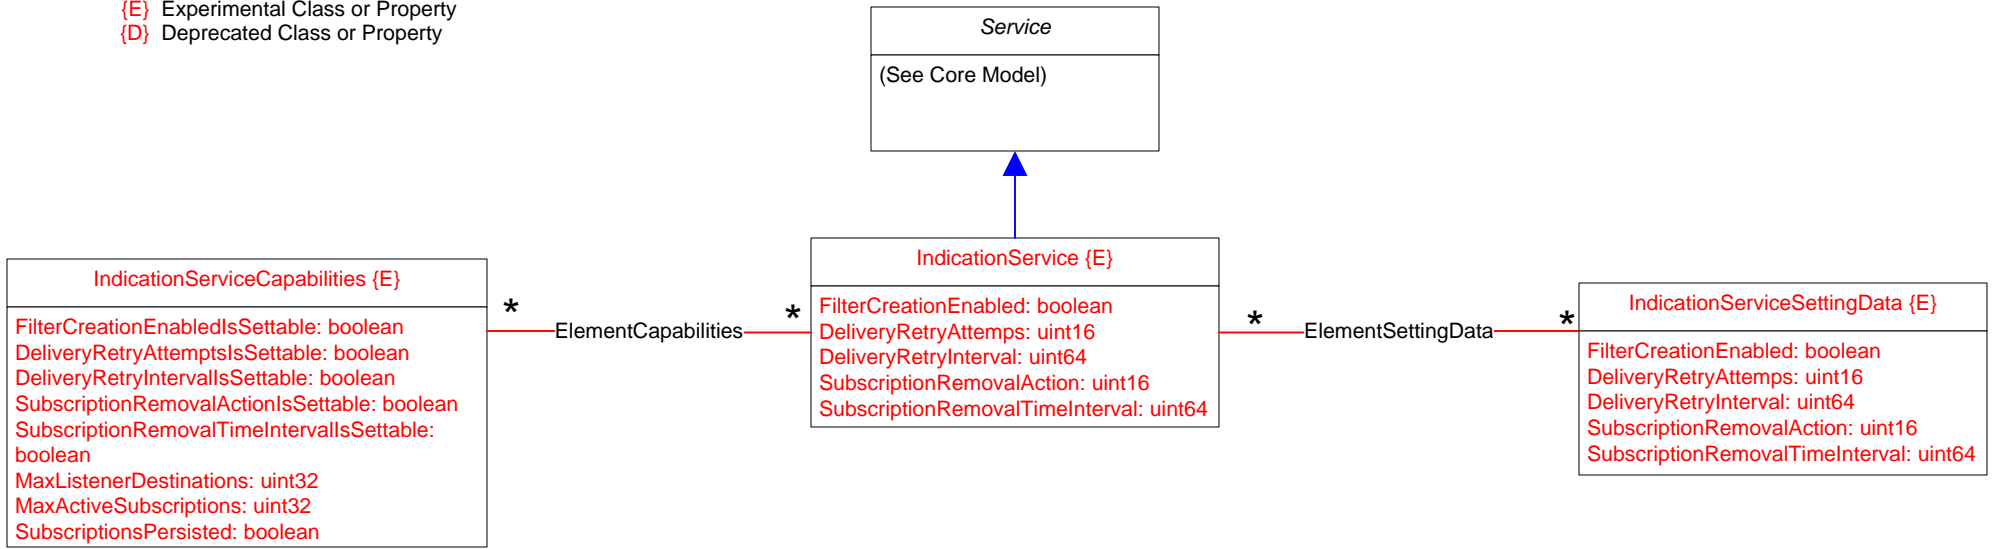 {E} Experimental Class or Property
{D} Deprecated Class or Property
Service
(See Core Model)
IndicationServiceCapabilities {E}
FilterCreationEnabledIsSettable: boolean
DeliveryRetryAttemptsIsSettable: boolean
DeliveryRetryIntervalIsSettable: boolean
SubscriptionRemovalActionIsSettable: boolean
SubscriptionRemovalTimeIntervalIsSettable:
boolean
MaxListenerDestinations: uint32
MaxActiveSubscriptions: uint32
SubscriptionsPersisted: boolean
*
ElementCapabilities
*
IndicationService {E}
FilterCreationEnabled: boolean
DeliveryRetryAttemps: uint16
DeliveryRetryInterval: uint64
SubscriptionRemovalAction: uint16
SubscriptionRemovalTimeInterval: uint64
*
ElementSettingData
*
IndicationServiceSettingData {E}
FilterCreationEnabled: boolean
DeliveryRetryAttemps: uint16
DeliveryRetryInterval: uint64
SubscriptionRemovalAction: uint16
SubscriptionRemovalTimeInterval: uint64